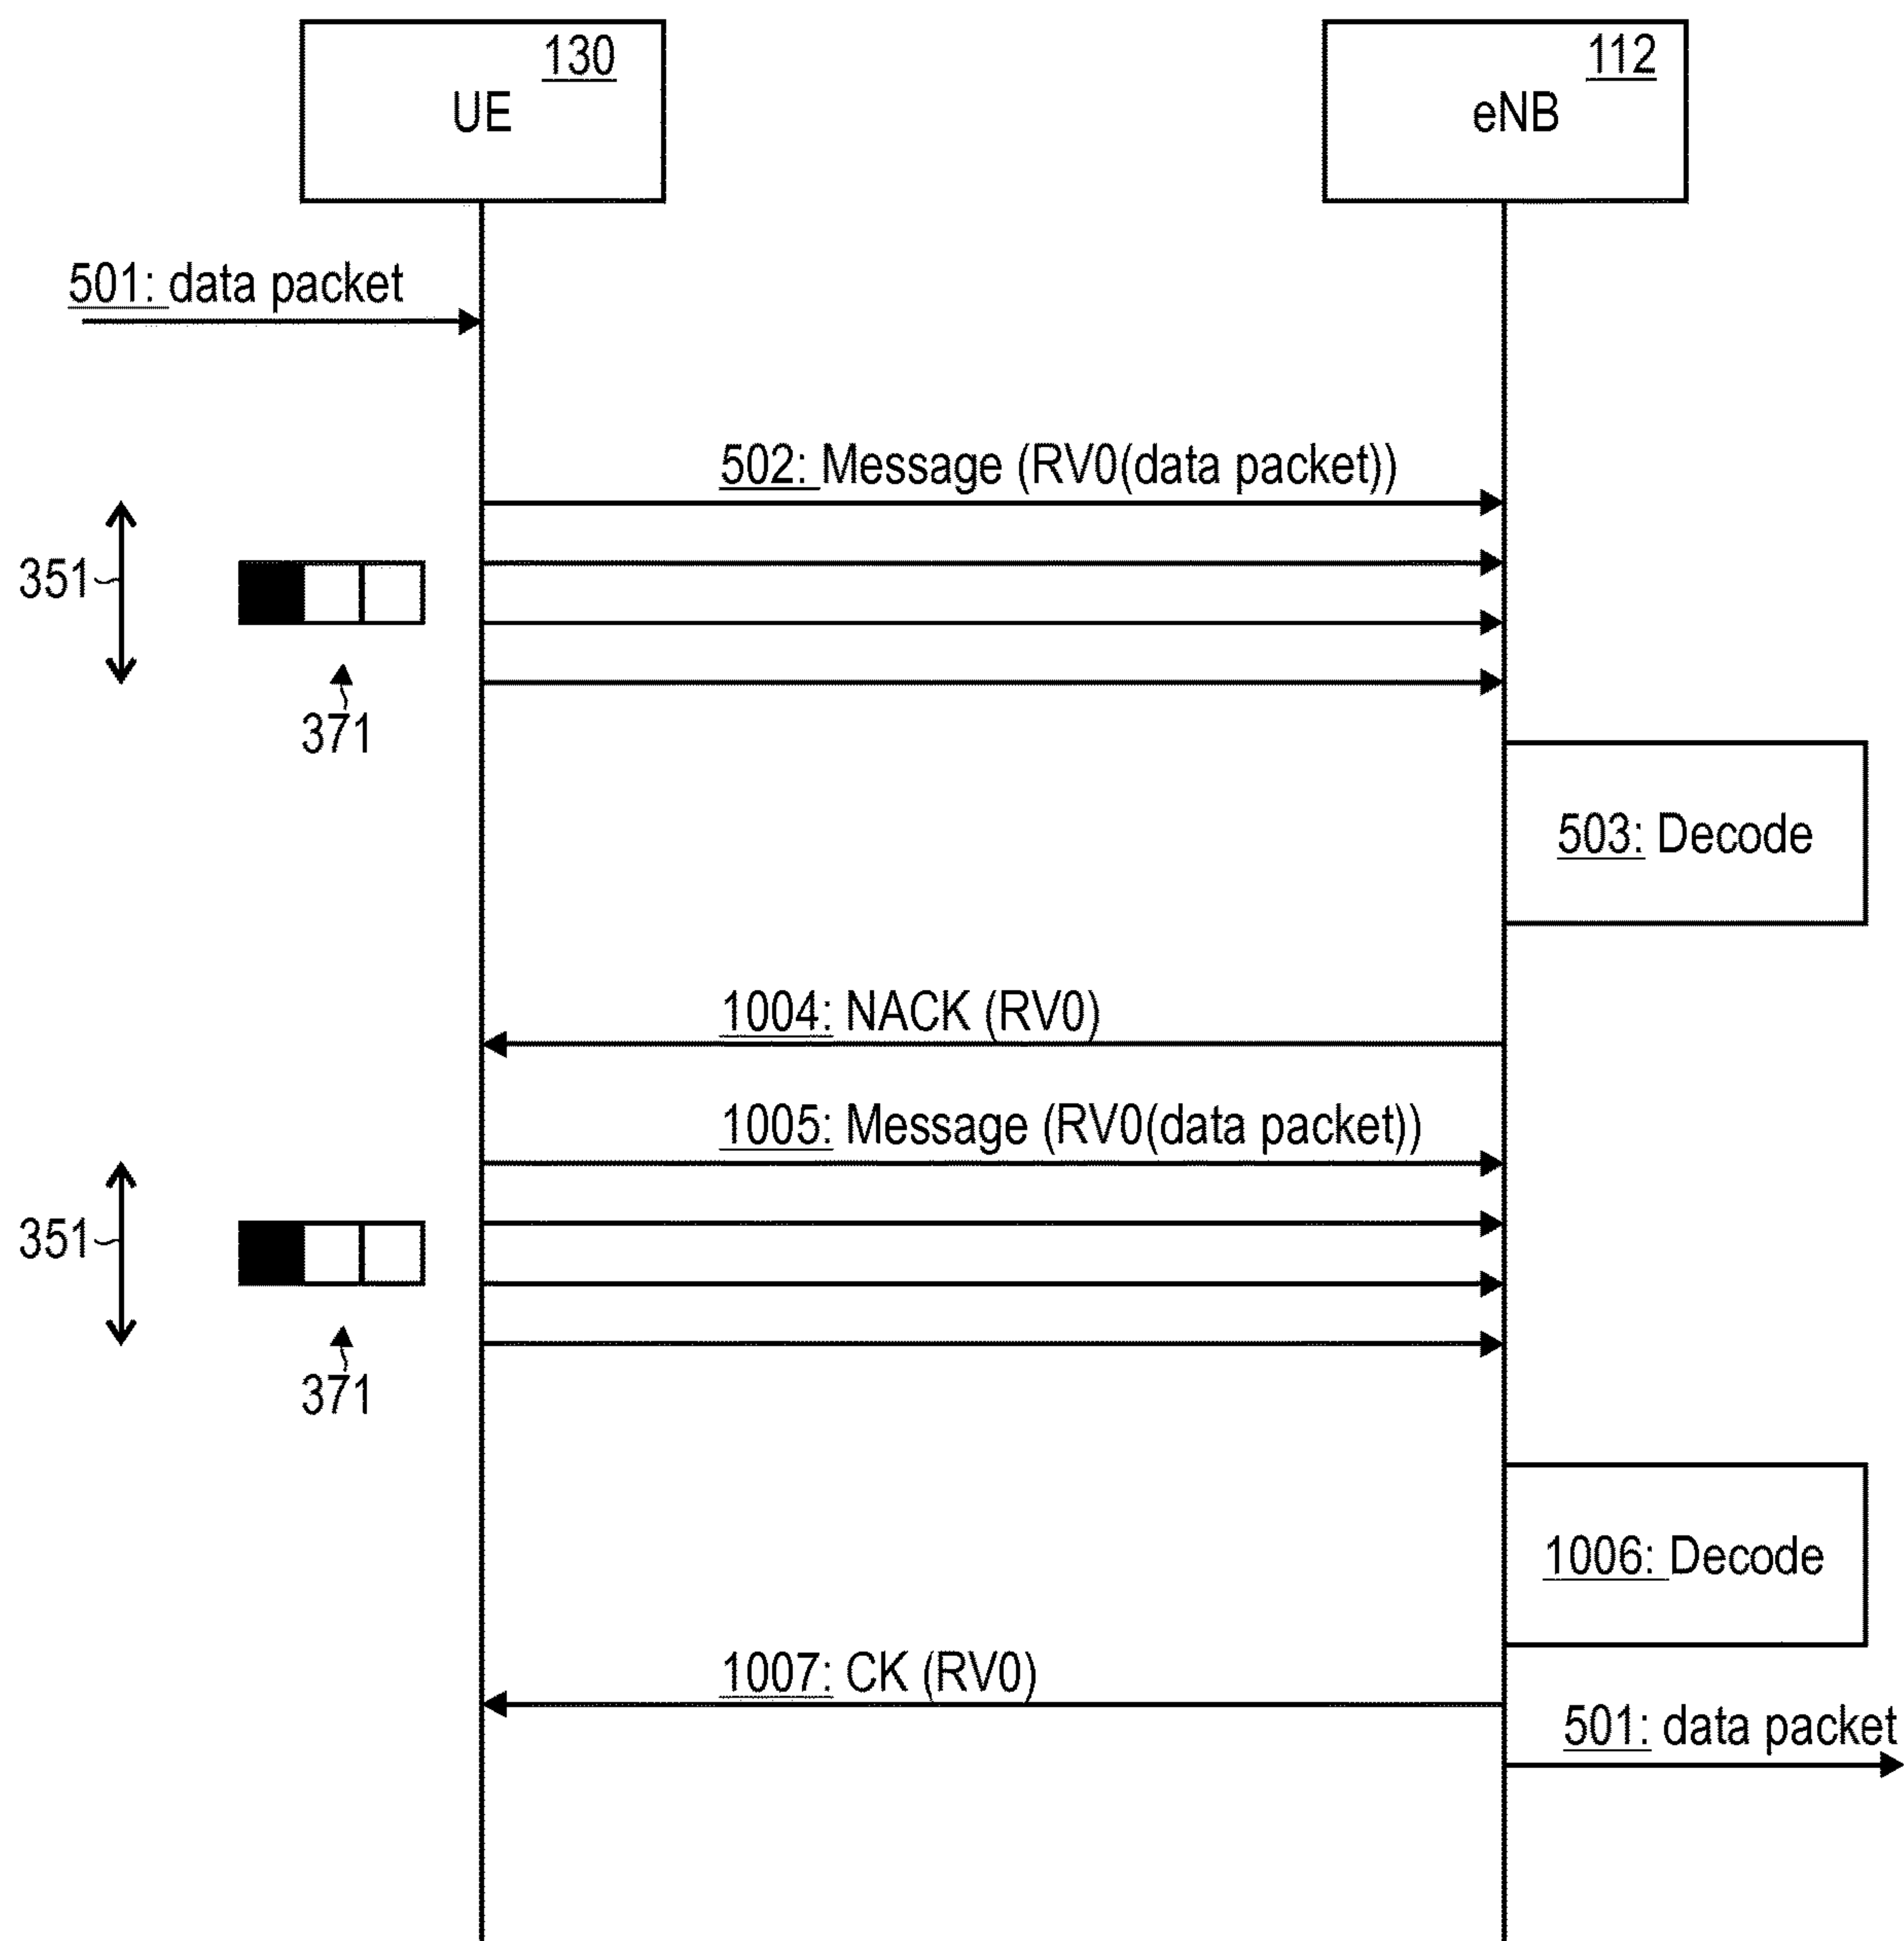 130
UE
112
eNB
501: data packet
502: Message (RV0(data packet))
351
371
503: Decode
1004: NACK (RV0)
1005: Message (RV0(data packet))
351
371
1006: Decode
1007: CK (RV0)
501: data packet